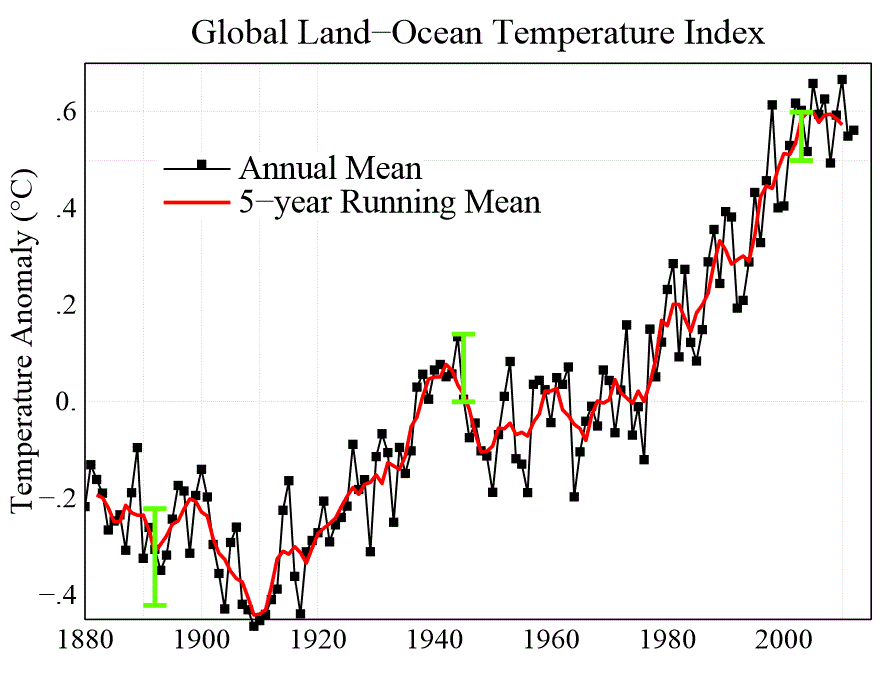 Global Land−Ocean Temperature Index
.6
.4
.2
0.
−.2
−.4
Temperature Anomaly (°C)
Annual Mean
5−year Running Mean
1880 1900 1920 1940 1960 1980 2000